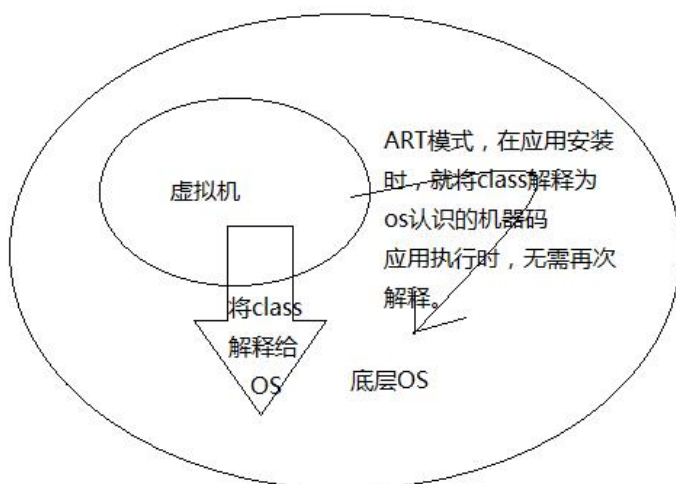 虚拟机
ART模式，在应用安装
时，就将class解释为
os认识的机器码
应用执行时，无需再次
解释。
将class
解释给
OS
底层OS